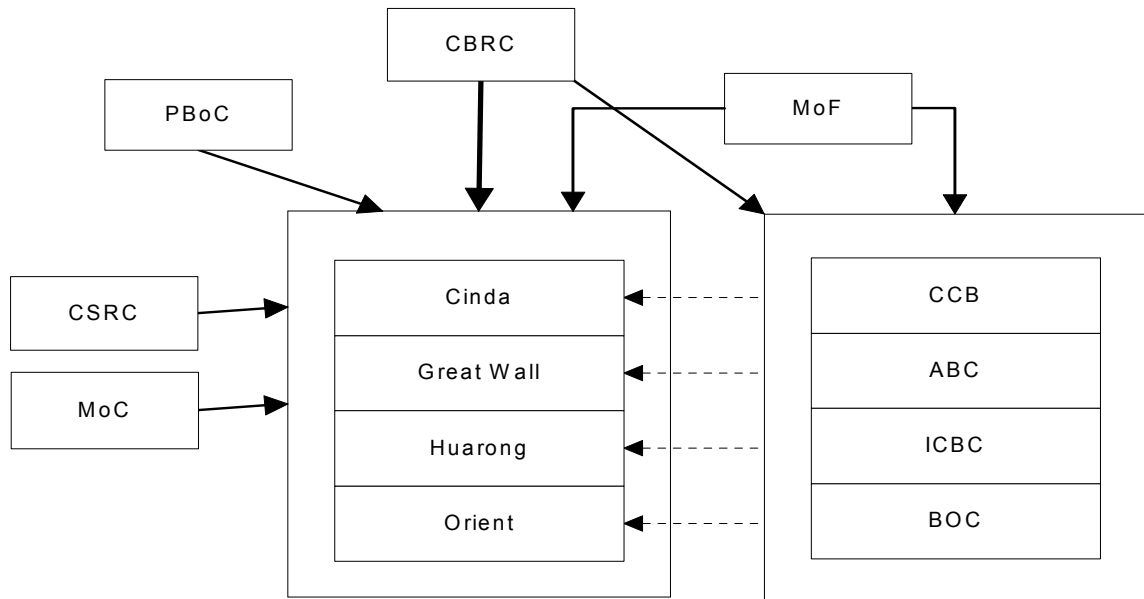 CBRC
MoF
PBoC
CSRC
MoC
Cinda
Great Wall
Huarong
Orient
CCB
ABC
ICBC
BOC